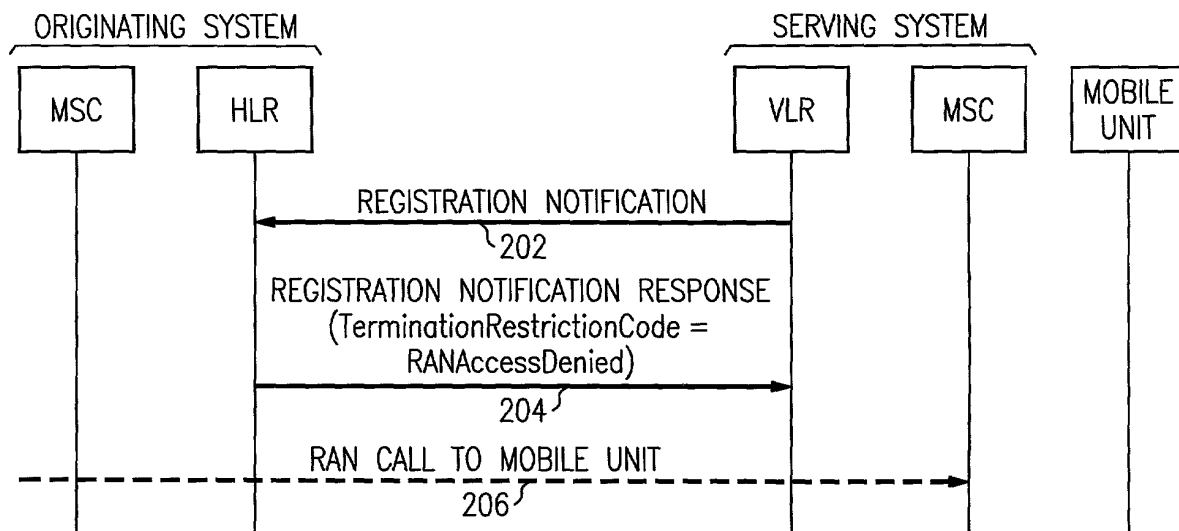 ORIGINATING SYSTEM
SERVING SYSTEM
MSC
HLR
VLR
MSC
MOBILE
UNIT
REGISTRATION NOTIFICATION
202
REGISTRATION NOTIFICATION RESPONSE
(TerminationRestrictionCode =
RANAccessDenied)
204
RAN CALL TO MOBILE UNIT
206